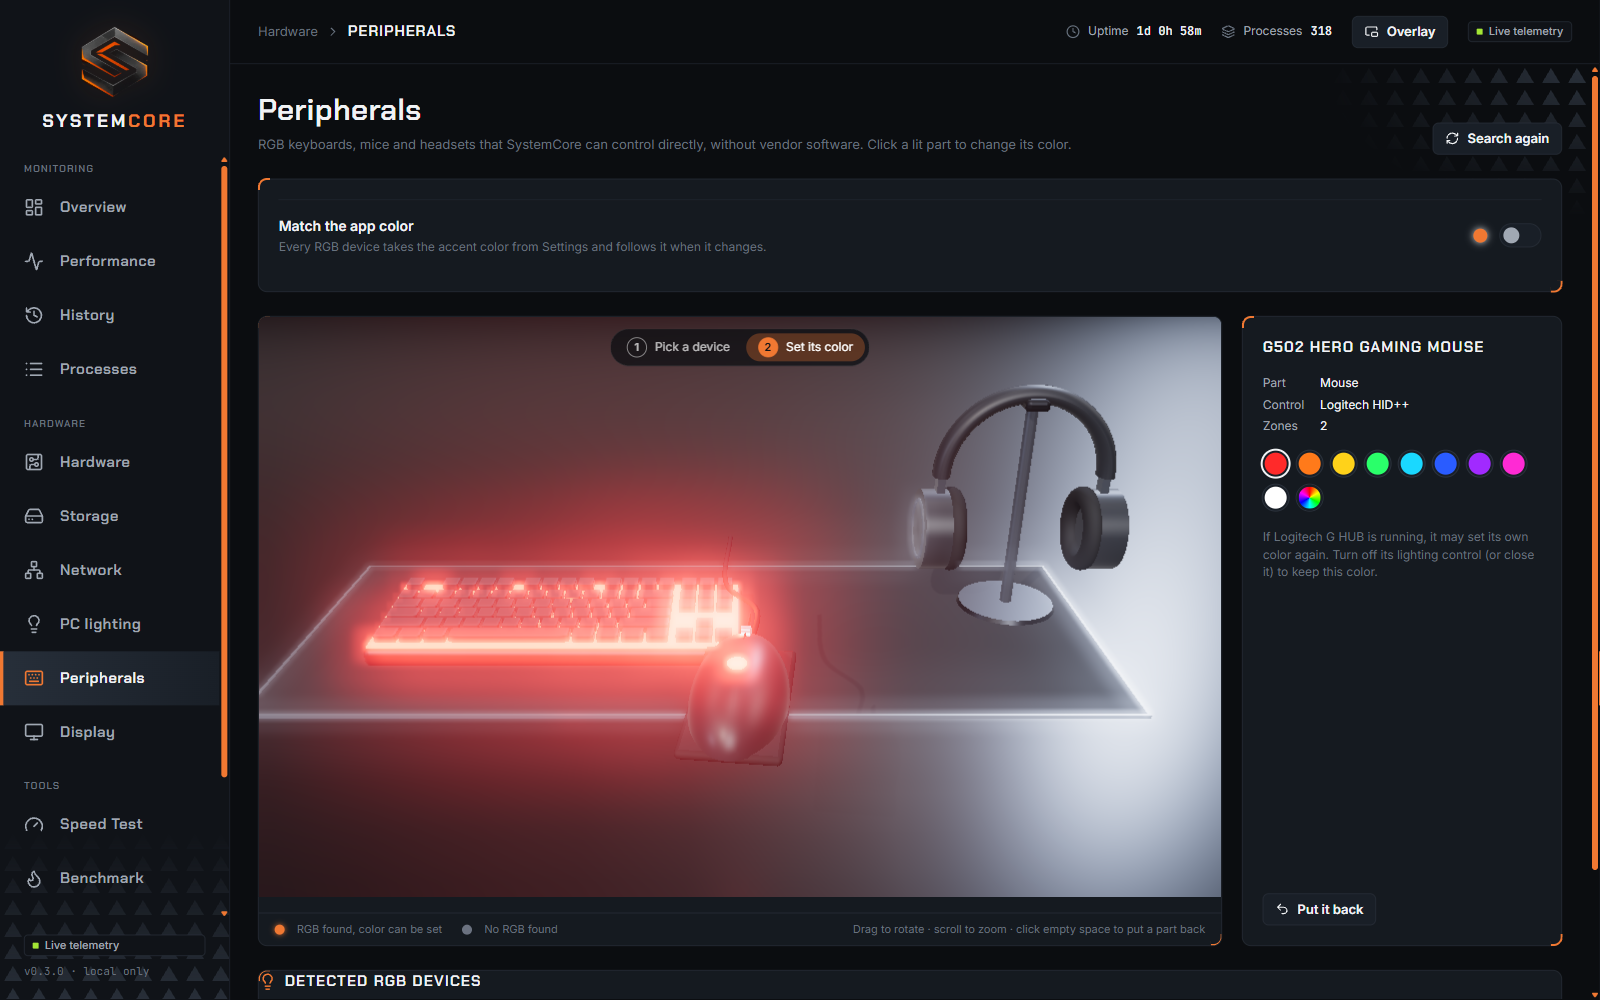 SYSTEMCORE
MONITORING
Overview
Performance
History
Processes
HARDWARE
Hardware
Storage
Network
PC lighting
Peripherals
Display
TOOLS
Speed Test
Benchmark
Live telemetry
v0.3.0 · local only
Hardware > PERIPHERALS
Uptime 1d 0h 58m
Processes 318
Overlay
Live telemetry
Peripherals
RGB keyboards, mice and headsets that SystemCore can control directly, without vendor software. Click a lit part to change its color.
Search again
Match the app color
Every RGB device takes the accent color from Settings and follows it when it changes.
1 Pick a device
2 Set its color
RGB found, color can be set
No RGB found
Drag to rotate · scroll to zoom · click empty space to put a part back
G502 HERO GAMING MOUSE
Part Mouse
Control Logitech HID++
Zones 2
If Logitech G HUB is running, it may set its own
color again. Turn off its lighting control (or close
it) to keep this color.
Put it back
DETECTED RGB DEVICES